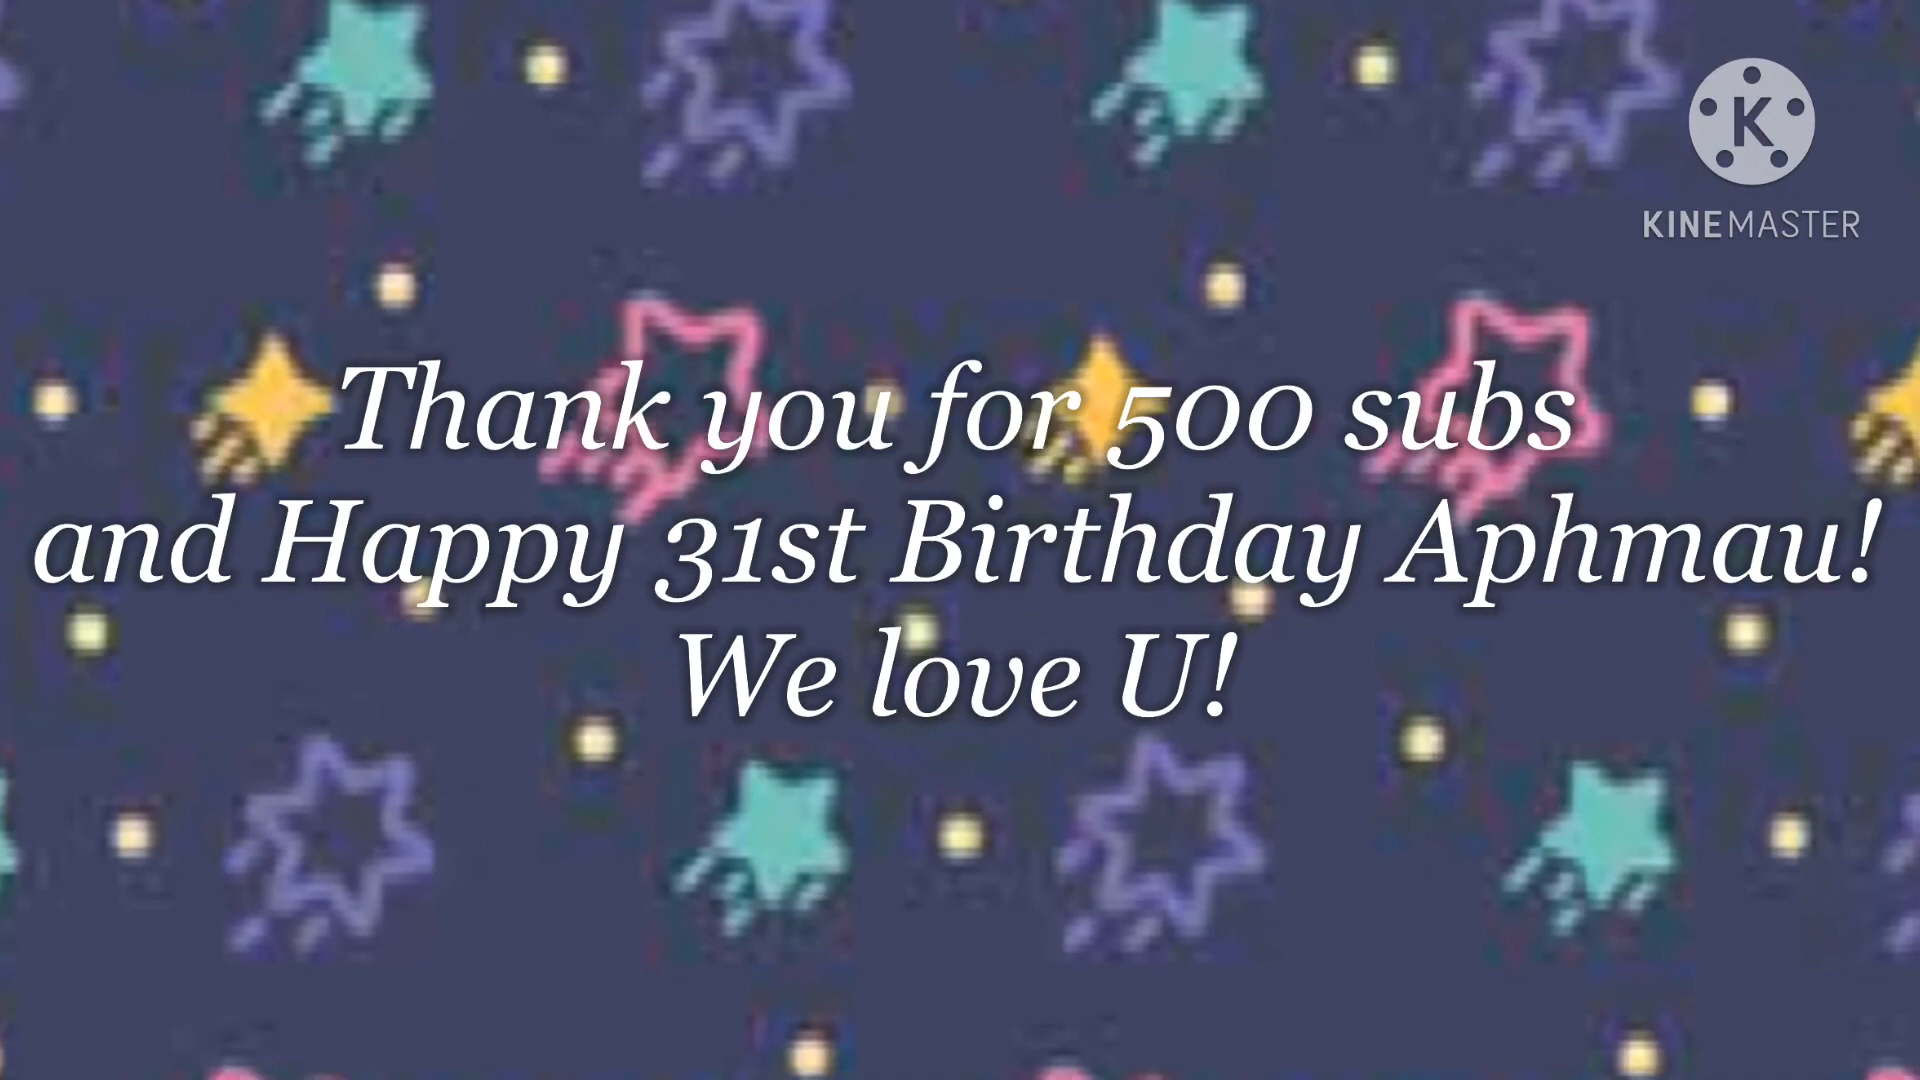 K
KINEMASTER
Thank you for 500 subs
and Happy 31st Birthday Aphmau!
We love U!